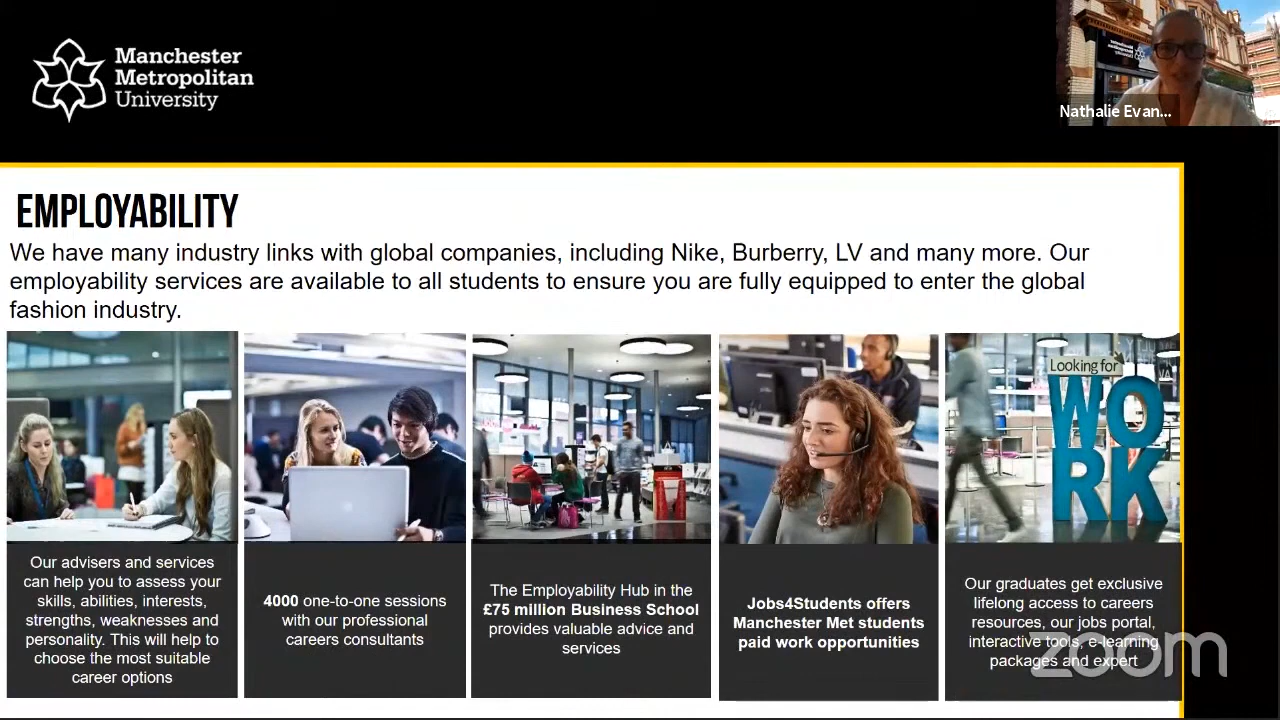 Manchester
Metropolitan
University
Nathalie Evan...
EMPLOYABILITY
We have many industry links with global companies, including Nike, Burberry, LV and many more. Our
employability services are available to all students to ensure you are fully equipped to enter the global
fashion industry.
Looking for
WO
RK
Our advisers and services
can help you to assess your
skills, abilities, interests,
strengths, weaknesses and
personality. This will help to
choose the most suitable
career options
4000 one-to-one sessions
with our professional
careers consultants
The Employability Hub in the
£75 million Business School
provides valuable advice and
services
Jobs4Students offers
Manchester Met students
paid work opportunities
Our graduates get exclusive
lifelong access to careers
resources, our jobs portal,
interactive tools, e-learning
packages and expert
zoom